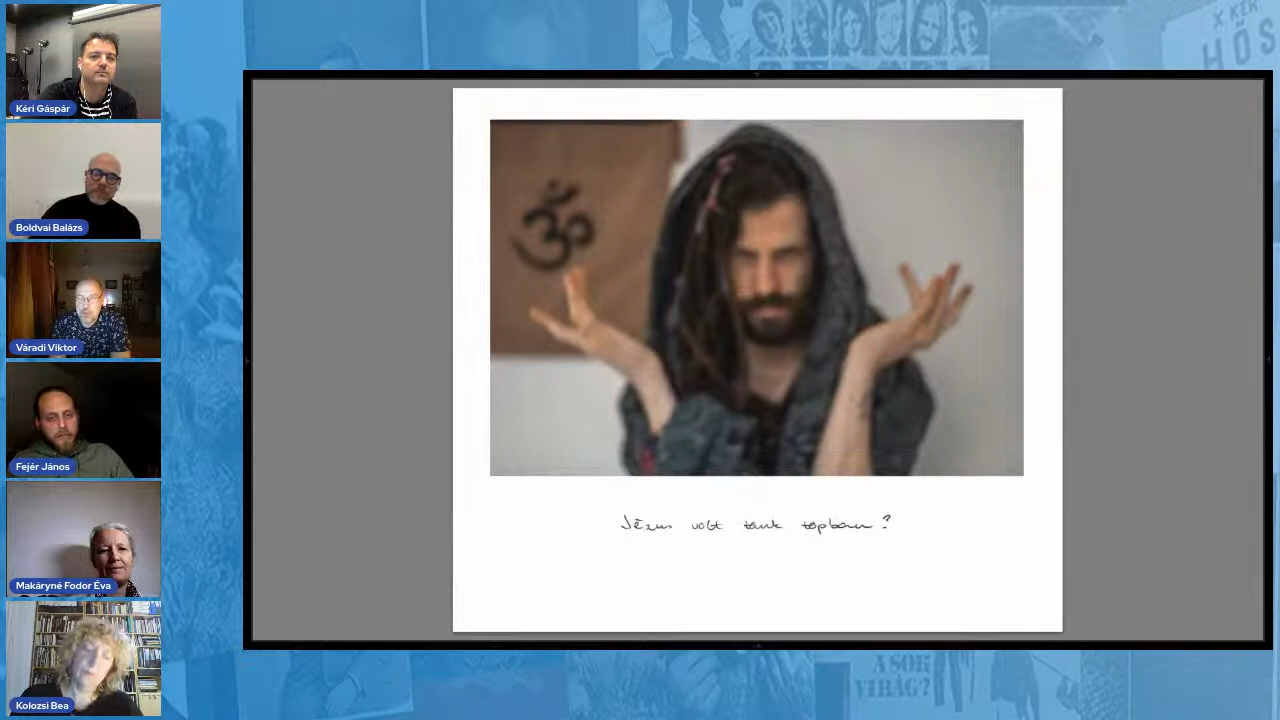 X. KER.
HŐS
Kéri Gáspár
Boldvai Balázs
Váradi Viktor
Fejér János
Makáryné Fodor Éva
Kolozsi Bea
ॐ
Jézus volt tank topban?
A SOK
VIRÁG?